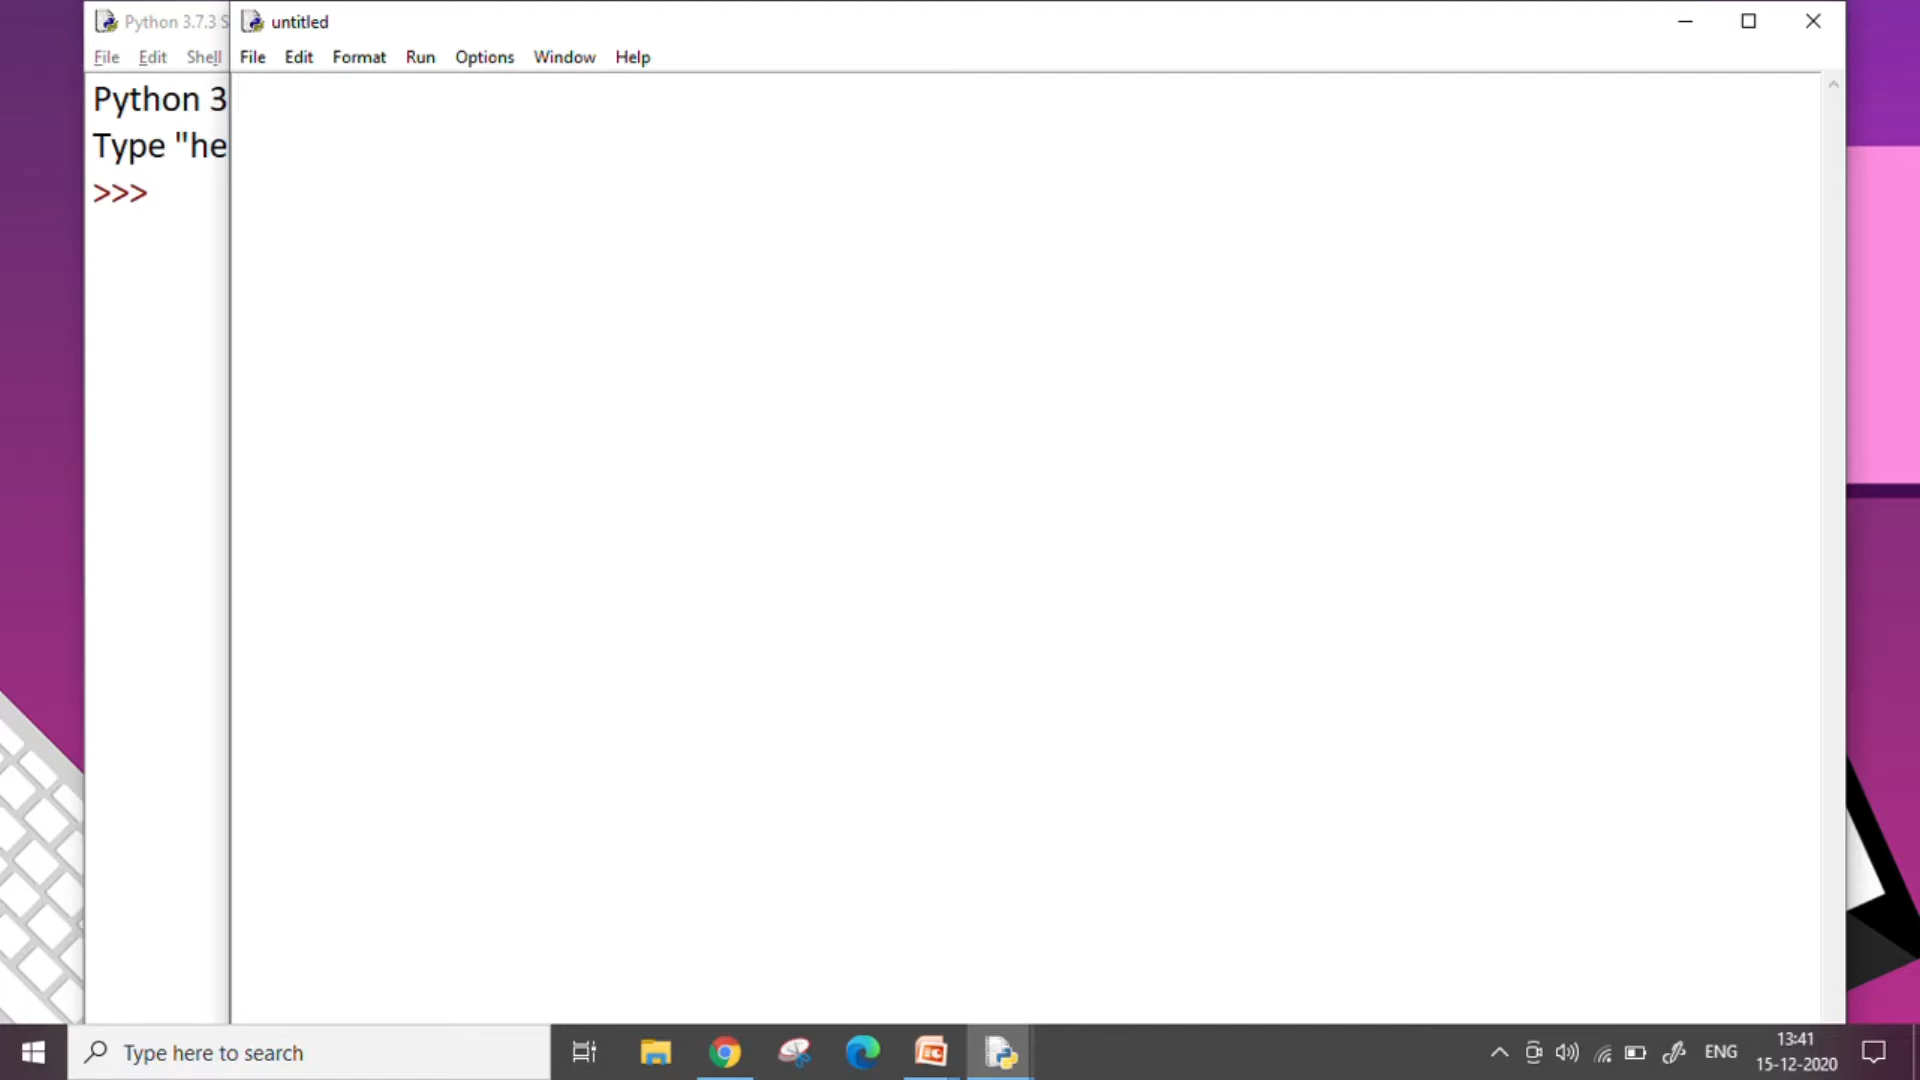 Python 3.7.3 S
File Edit Shell
Python 3
Type "he
>>>
untitled
File Edit Format Run Options Window Help
Type here to search
ENG
13:41
15-12-2020